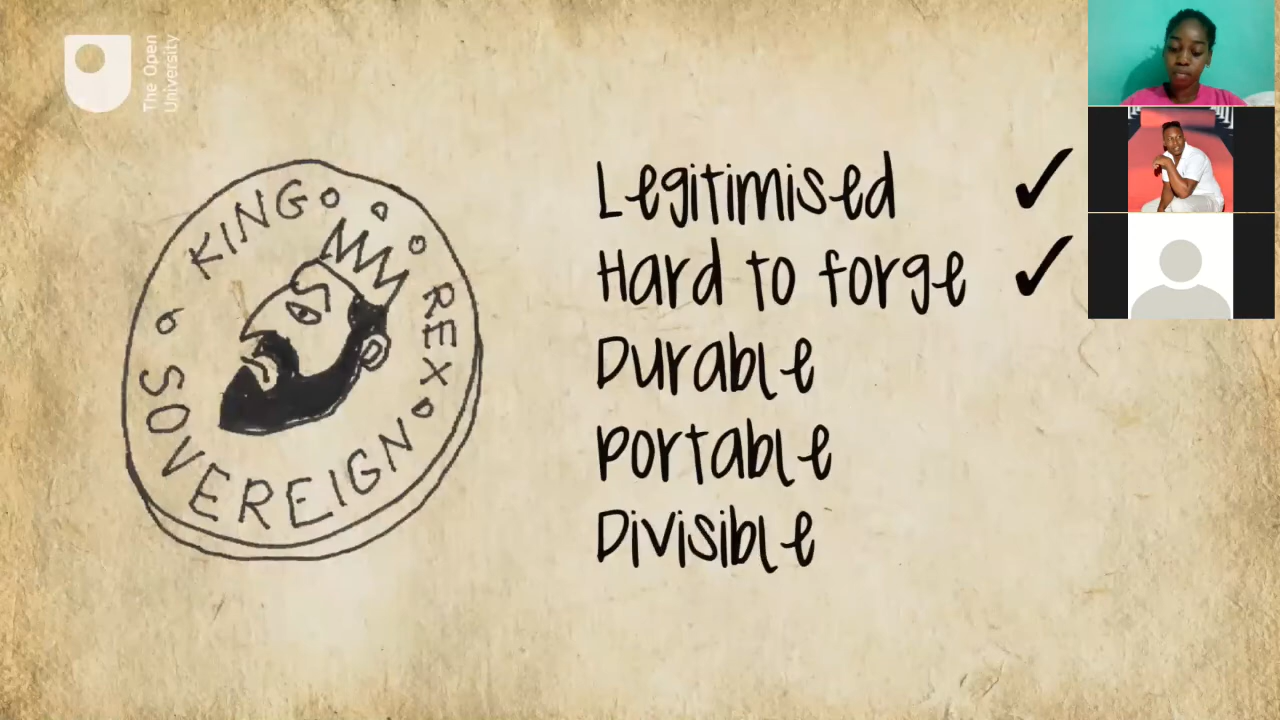 The Open
University
KING REX
SOVEREIGN
Legitimised ✓
Hard to forge ✓
Durable
Portable
Divisible